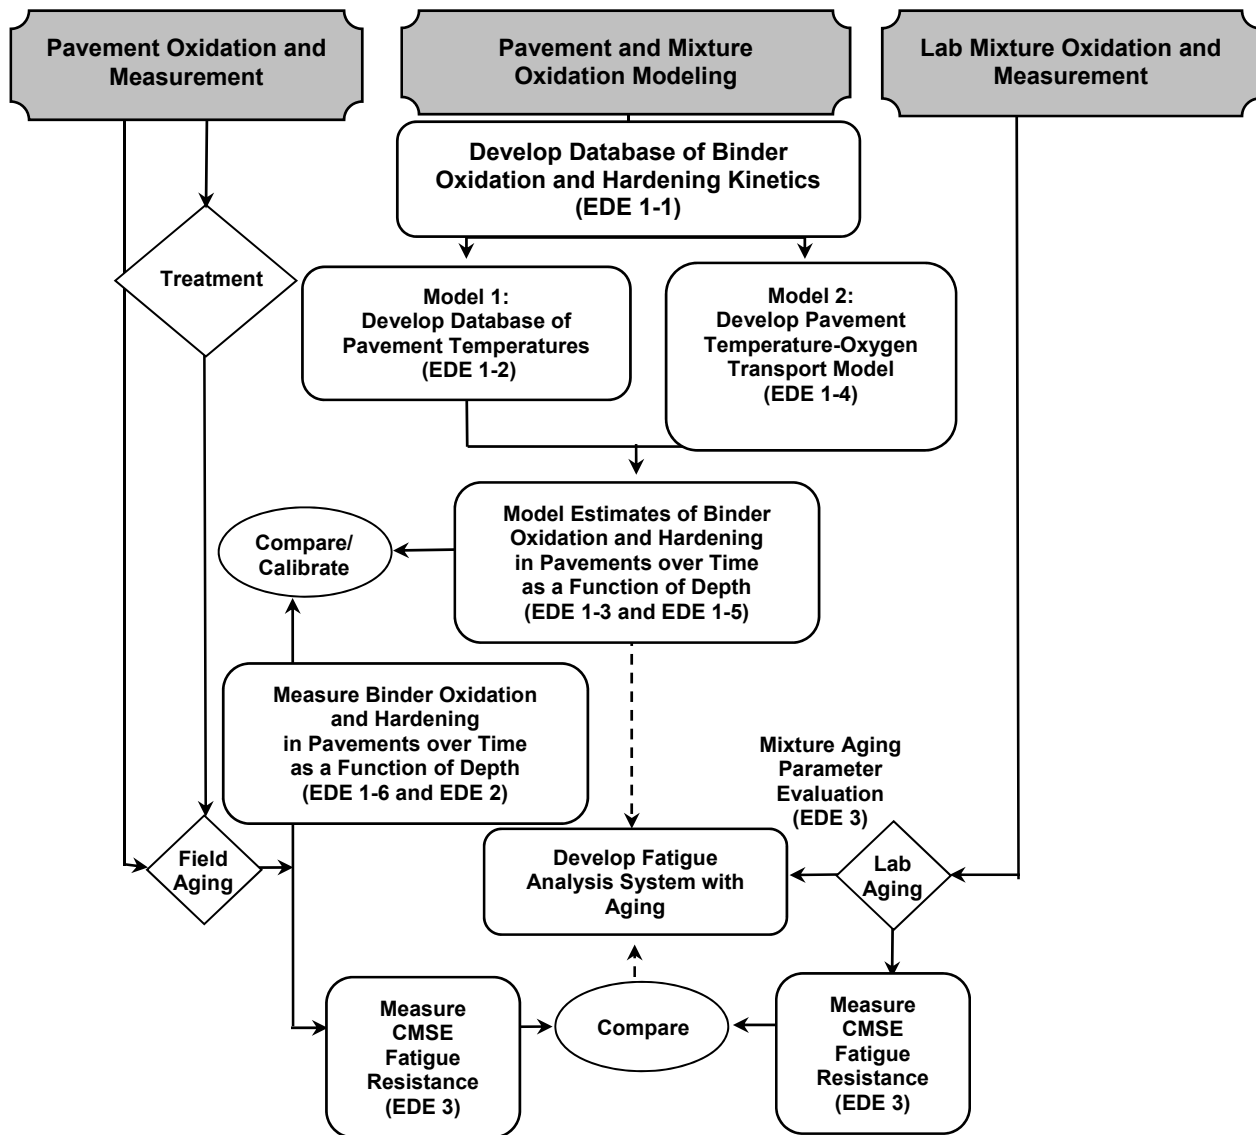 Pavement Oxidation and
Measurement
Pavement and Mixture
Oxidation Modeling
Lab Mixture Oxidation and
Measurement
Develop Database of Binder
Oxidation and Hardening Kinetics
(EDE 1-1)
Treatment
Model 1:
Develop Database of
Pavement Temperatures
(EDE 1-2)
Model 2:
Develop Pavement
Temperature-Oxygen
Transport Model
(EDE 1-4)
Compare/
Calibrate
Model Estimates of Binder
Oxidation and Hardening
in Pavements over Time
as a Function of Depth
(EDE 1-3 and EDE 1-5)
Measure Binder Oxidation
and Hardening
in Pavements over Time
as a Function of Depth
(EDE 1-6 and EDE 2)
Mixture Aging
Parameter
Evaluation
(EDE 3)
Field
Aging
Develop Fatigue
Analysis System with
Aging
Lab
Aging
Measure
CMSE
Fatigue
Resistance
(EDE 3)
Compare
Measure
CMSE
Fatigue
Resistance
(EDE 3)